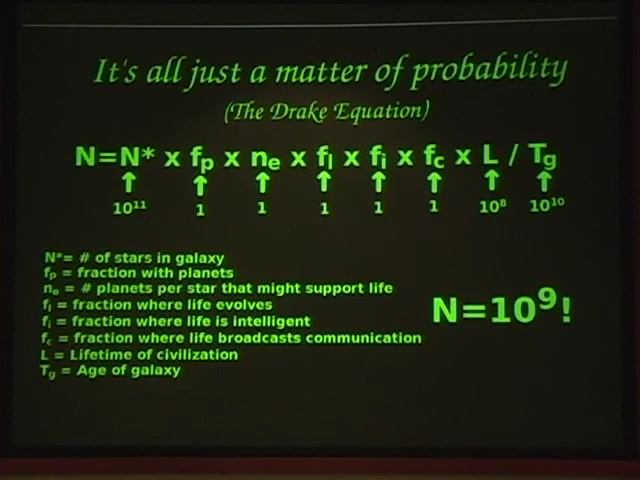 It's all just a matter of probability
(The Drake Equation)
N=N* x fp x ne x fl x fi x fc x L / Tg
10¹¹ 1 1 1 1 1 10⁸ 10¹⁰
N*= # of stars in galaxy
fp = fraction with planets
ne = # planets per star that might support life
fl = fraction where life evolves
fi = fraction where life is intelligent
fc = fraction where life broadcasts communication
L = Lifetime of civilization
Tg = Age of galaxy
N=10⁹!